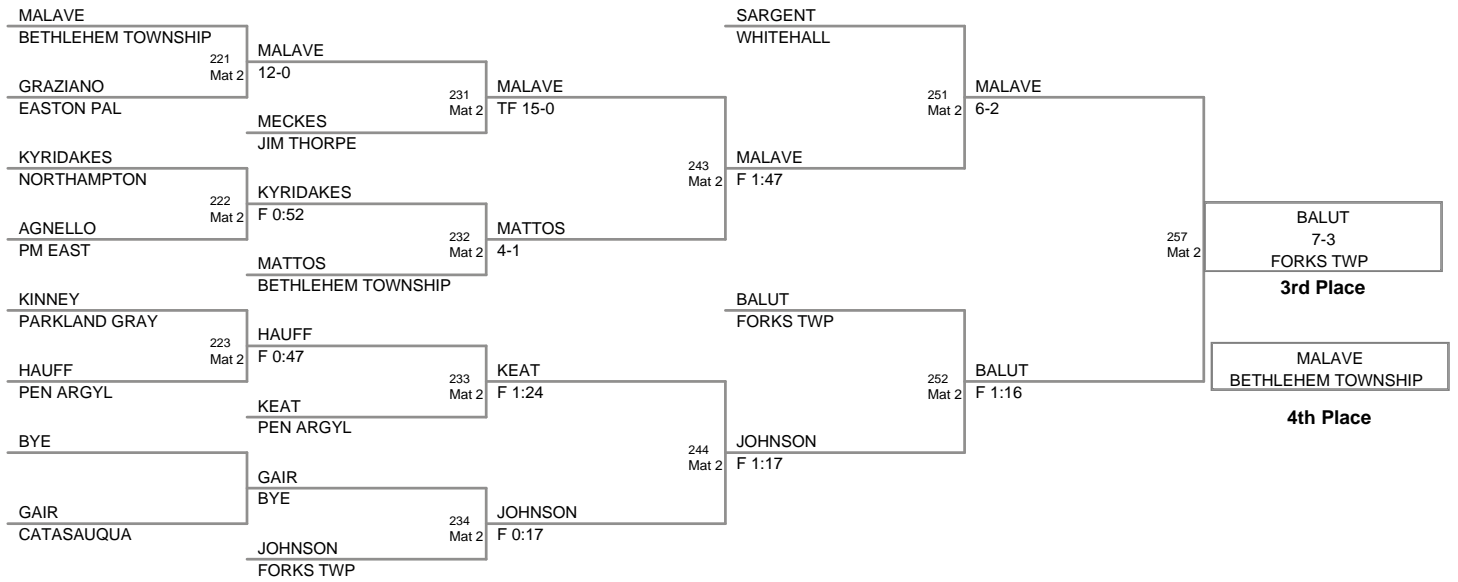 MALAVE
BETHLEHEM TOWNSHIP
221
Mat 2
GRAZIANO
EASTON PAL
KYRIDAKES
NORTHAMPTON
222
Mat 2
AGNELLO
PM EAST
KINNEY
PARKLAND GRAY
223
Mat 2
HAUFF
PEN ARGYL
BYE
GAIR
CATASAUQUA
MALAVE
12-0
231
Mat 2
MECKES
JIM THORPE
KYRIDAKES
F 0:52
232
Mat 2
MATTOS
BETHLEHEM TOWNSHIP
HAUFF
F 0:47
233
Mat 2
KEAT
PEN ARGYL
GAIR
BYE
234
Mat 2
JOHNSON
FORKS TWP
MALAVE
TF 15-0
243
Mat 2
MATTOS
4-1
KEAT
F 1:24
244
Mat 2
JOHNSON
F 0:17
SARGENT
WHITEHALL
251
Mat 2
MALAVE
F 1:47
BALUT
FORKS TWP
252
Mat 2
JOHNSON
F 1:17
MALAVE
6-2
257
Mat 2
BALUT
F 1:16
BALUT
7-3
FORKS TWP
3rd Place
MALAVE
BETHLEHEM TOWNSHIP
4th Place